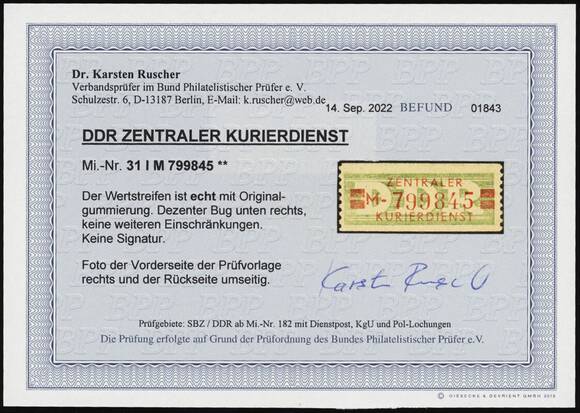 Dr. Karsten Ruscher
Verbandsprüfer im Bund Philatelistischer Prüfer e. V.
Schulzestr. 6, D-13187 Berlin, E-Mail: k.ruscher@web.de
14. Sep. 2022 BEFUND 01843
DDR ZENTRALER KURIERDIENST
Mi.-Nr. 31 I M 799845 **
Der Wertstreifen ist echt mit Original-
gummierung. Dezenter Bug unten rechts,
keine weiteren Einschränkungen.
Keine Signatur.
Foto der Vorderseite der Prüfvorlage
rechts und der Rückseite umseitig.
ZENTRALER
M-799845
KURIERDIENST
Karsten Ruscher
Prüfgebiete: SBZ / DDR ab Mi.-Nr. 182 mit Dienstpost, KgU und Pol-Lochungen
Die Prüfung erfolgte auf Grund der Prüfordnung des Bundes Philatelistischer Prüfer e.V.